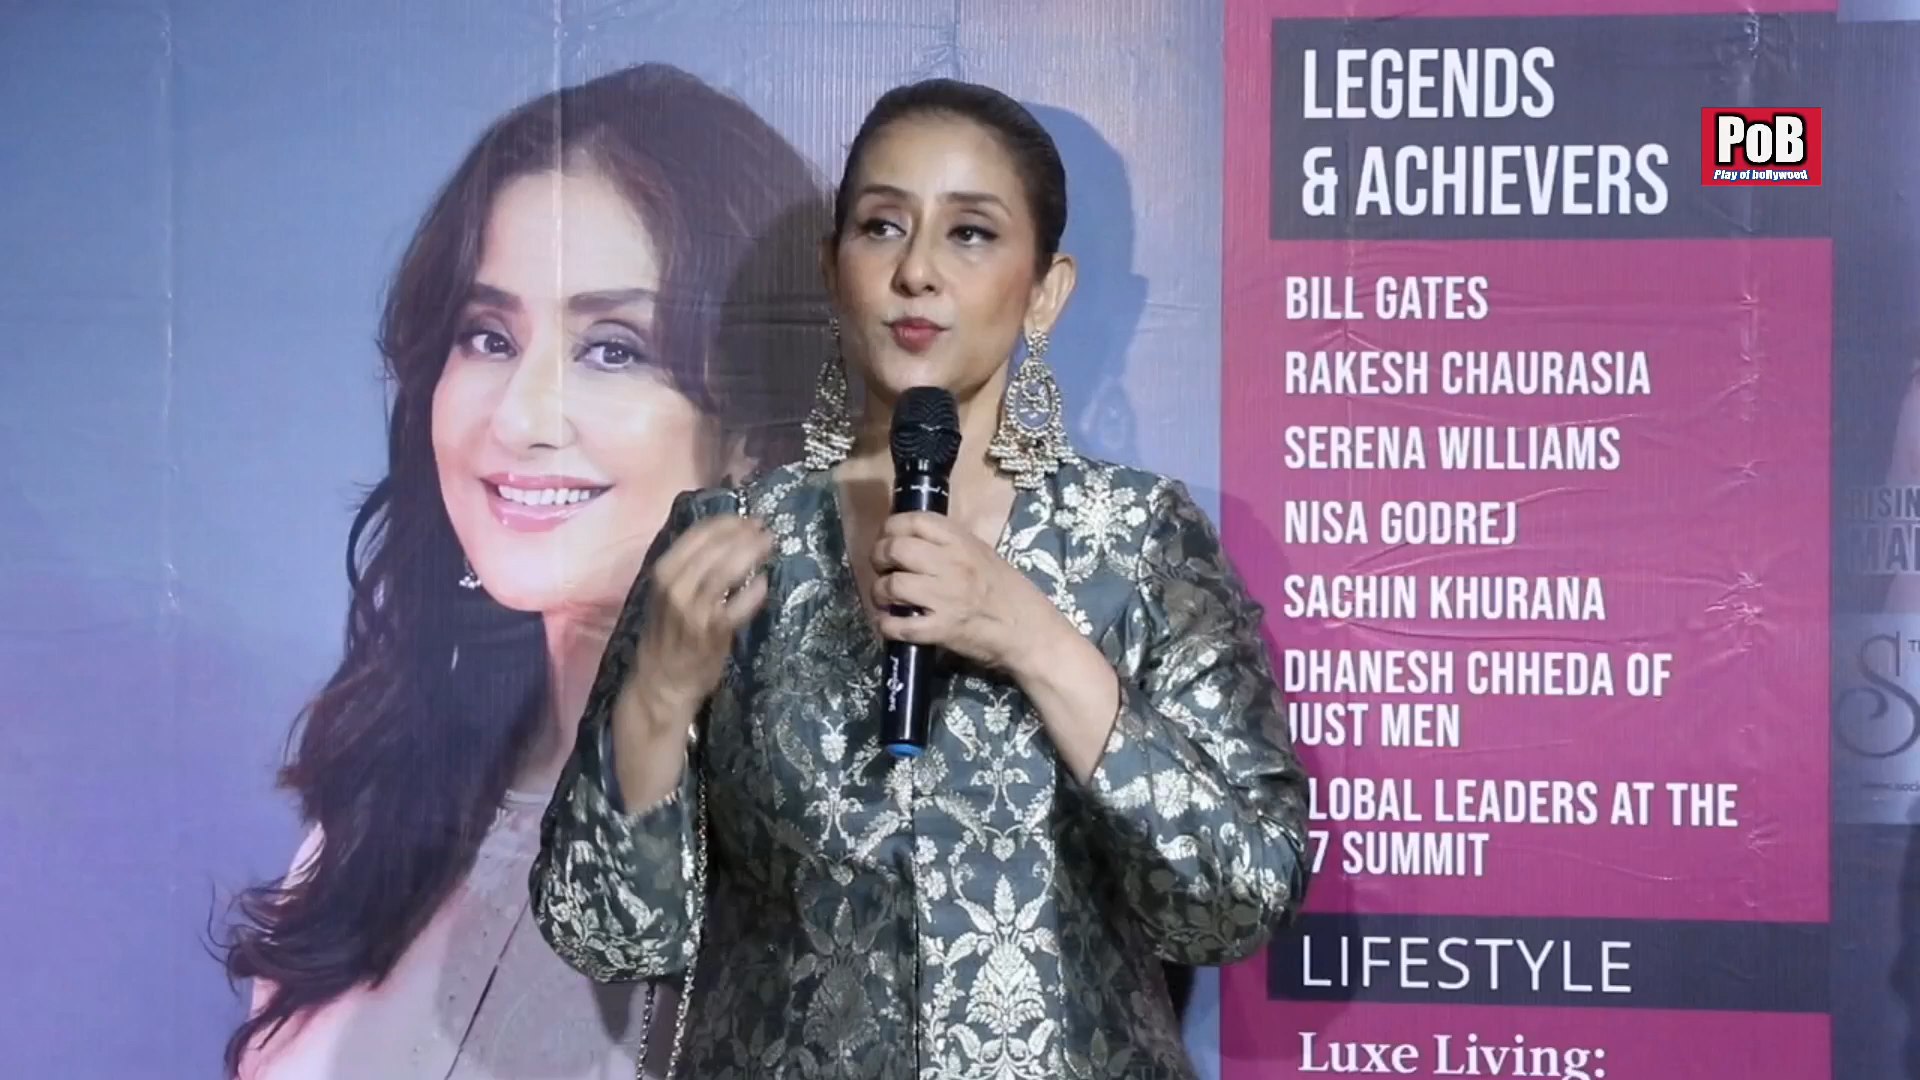 LEGENDS
& ACHIEVERS
PoB
Play of bollywood
BILL GATES
RAKESH CHAURASIA
SERENA WILLIAMS
NISA GODREJ
SACHIN KHURANA
DHANESH CHHEDA OF
JUST MEN
LOBAL LEADERS AT THE
7 SUMMIT
LIFESTYLE
Luxe Living: